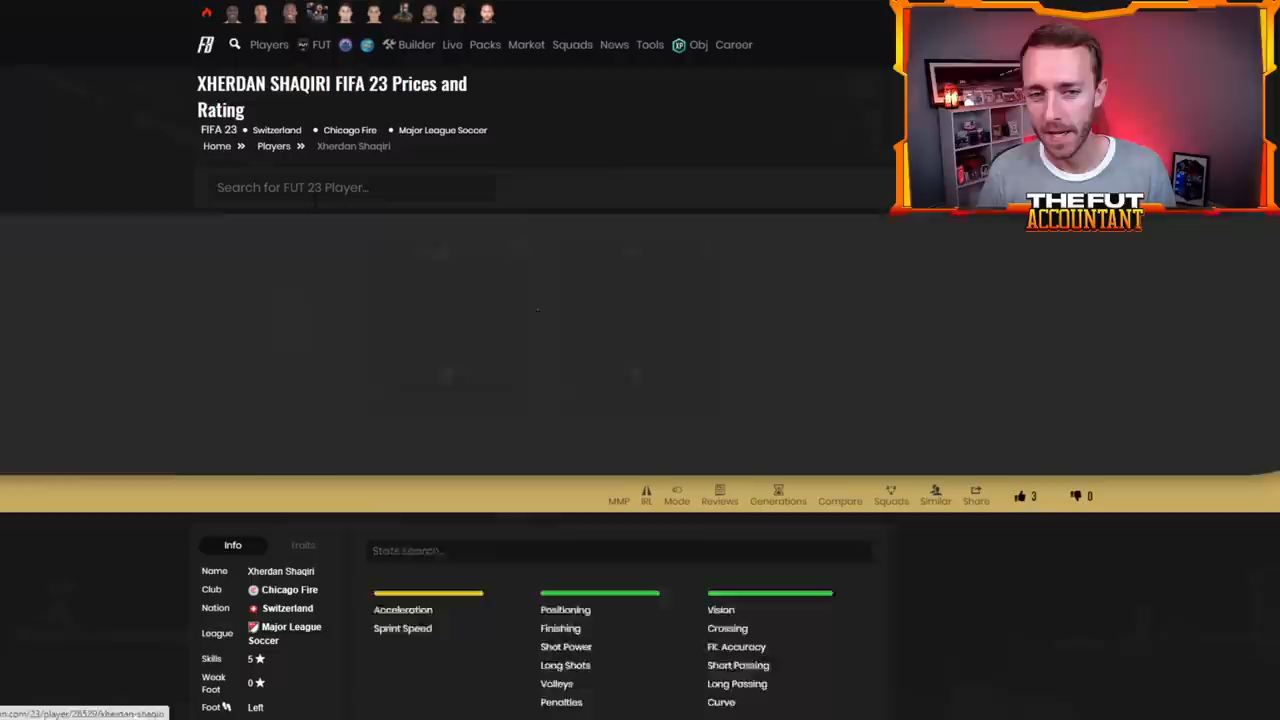 Players FUT Builder Live Packs Market Squads News Tools XP Obj Career
XHERDAN SHAQIRI FIFA 23 Prices and
Rating
FIFA 23 • Switzerland • Chicago Fire • Major League Soccer
Home » Players » Xherdan Shaqiri
Search for FUT 23 Player...
THE FUT
ACCOUNTANT
MMP IRL Mode Reviews Generations Compare Squads Similar Share 3 0
Info Traits
Stats search...
Name Xherdan Shaqiri
Club Chicago Fire
Nation Switzerland
League Major League
Soccer
Skills 5★
Weak
Foot 0★
Foot Left
Acceleration
Sprint Speed
Positioning
Finishing
Shot Power
Long Shots
Volleys
Penalties
Vision
Crossing
FK. Accuracy
Short Passing
Long Passing
Curve